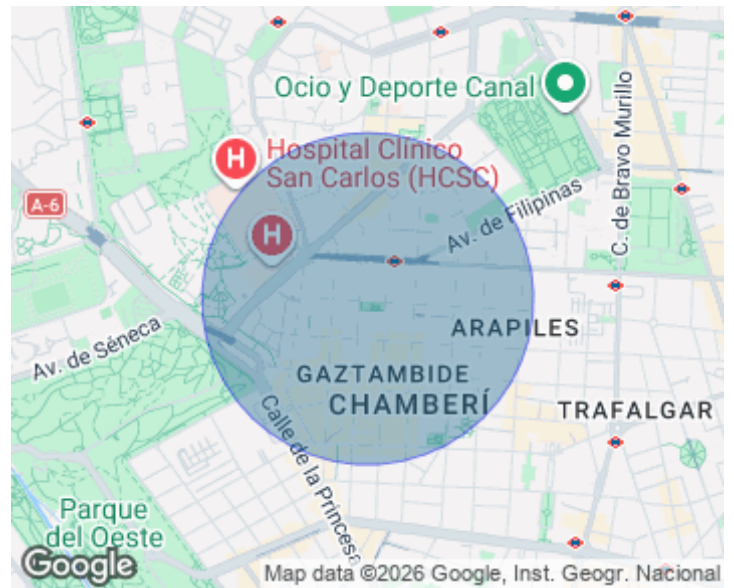 Ocio y Deporte Canal
H
Hospital Clínico
San Carlos (HCSC)
C. de Bravo Murillo
A-6
H
Av. de Filipinas
Av. de Séneca
ARAPILES
GAZTAMBIDE
CHAMBERÍ
TRAFALGAR
Calle de la Princesa
Parque
del Oeste
Google
Map data ©2026 Google, Inst. Geogr. Nacional